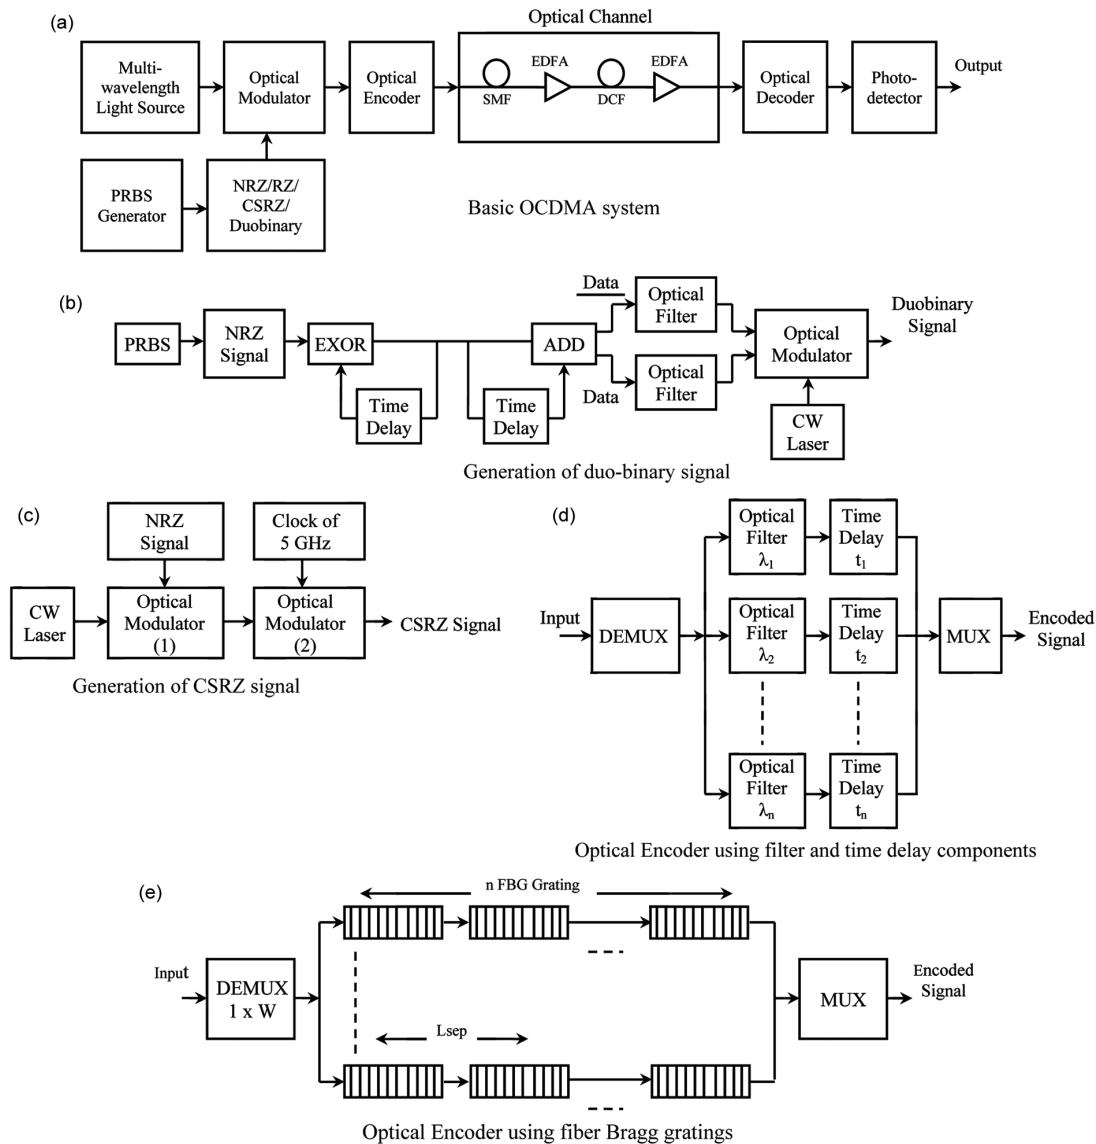 (a)
Optical Channel
Multi-
wavelength
Light Source
Optical
Modulator
Optical
Encoder
SMF
EDFA
DCF
EDFA
Optical
Decoder
Photo-
detector
Output
PRBS
Generator
NRZ/RZ/
CSRZ/
Duobinary
Basic OCDMA system
(b)
PRBS
NRZ
Signal
EXOR
Time
Delay
Time
Delay
ADD
Data
Data
Optical
Filter
Optical
Filter
Optical
Modulator
CW
Laser
Duobinary
Signal
Generation of duo-binary signal
(c)
NRZ
Signal
Clock of
5 GHz
CW
Laser
Optical
Modulator
(1)
Optical
Modulator
(2)
CSRZ Signal
Generation of CSRZ signal
(d)
Input
DEMUX
Optical
Filter
λ1
Time
Delay
t1
Optical
Filter
λ2
Time
Delay
t2
Optical
Filter
λn
Time
Delay
tn
MUX
Encoded
Signal
Optical Encoder using filter and time delay components
(e)
n FBG Grating
Input
DEMUX
1 x W
Lsep
MUX
Encoded
Signal
Optical Encoder using fiber Bragg gratings